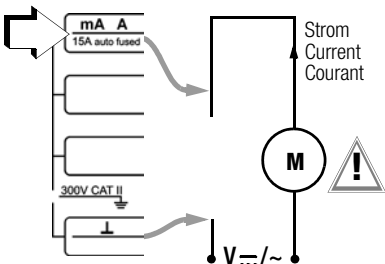 mA A
15A auto fused
Strom
Current
Courant
M
!
300V CAT II
V ⎓/~